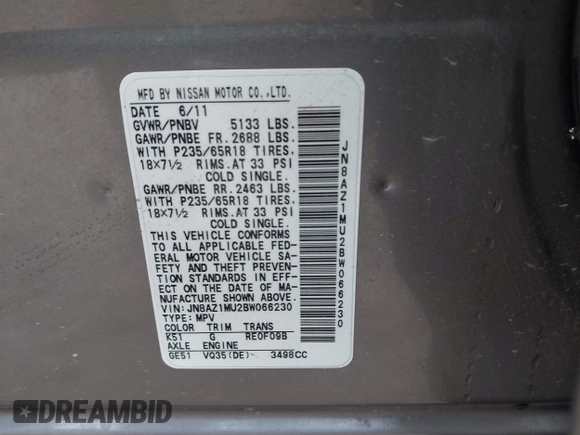 MFD BY NISSAN MOTOR CO.,LTD.
DATE 6/11
GVWR/PNBV 5133 LBS.
GAWR/PNBE FR. 2688 LBS.
WITH P235/65R18 TIRES.
18×7½ RIMS.AT 33 PSI
COLD SINGLE.
GAWR/PNBE RR. 2463 LBS.
WITH P235/65R18 TIRES.
18×7½ RIMS.AT 33 PSI
COLD SINGLE.
THIS VEHICLE CONFORMS
TO ALL APPLICABLE FED-
ERAL MOTOR VEHICLE SA-
FETY AND THEFT PREVEN-
TION STANDARDS IN EFF-
ECT ON THE DATE OF MA-
NUFACTURE SHOWN ABOVE.
VIN: JN8AZ1MU2BW066230
TYPE: MPV
COLOR TRIM TRANS
K51 G RE0F09B
AXLE ENGINE
GE51 VQ35(DE) 3498CC
JN8AZ1MU2BW066230
DREAMBID